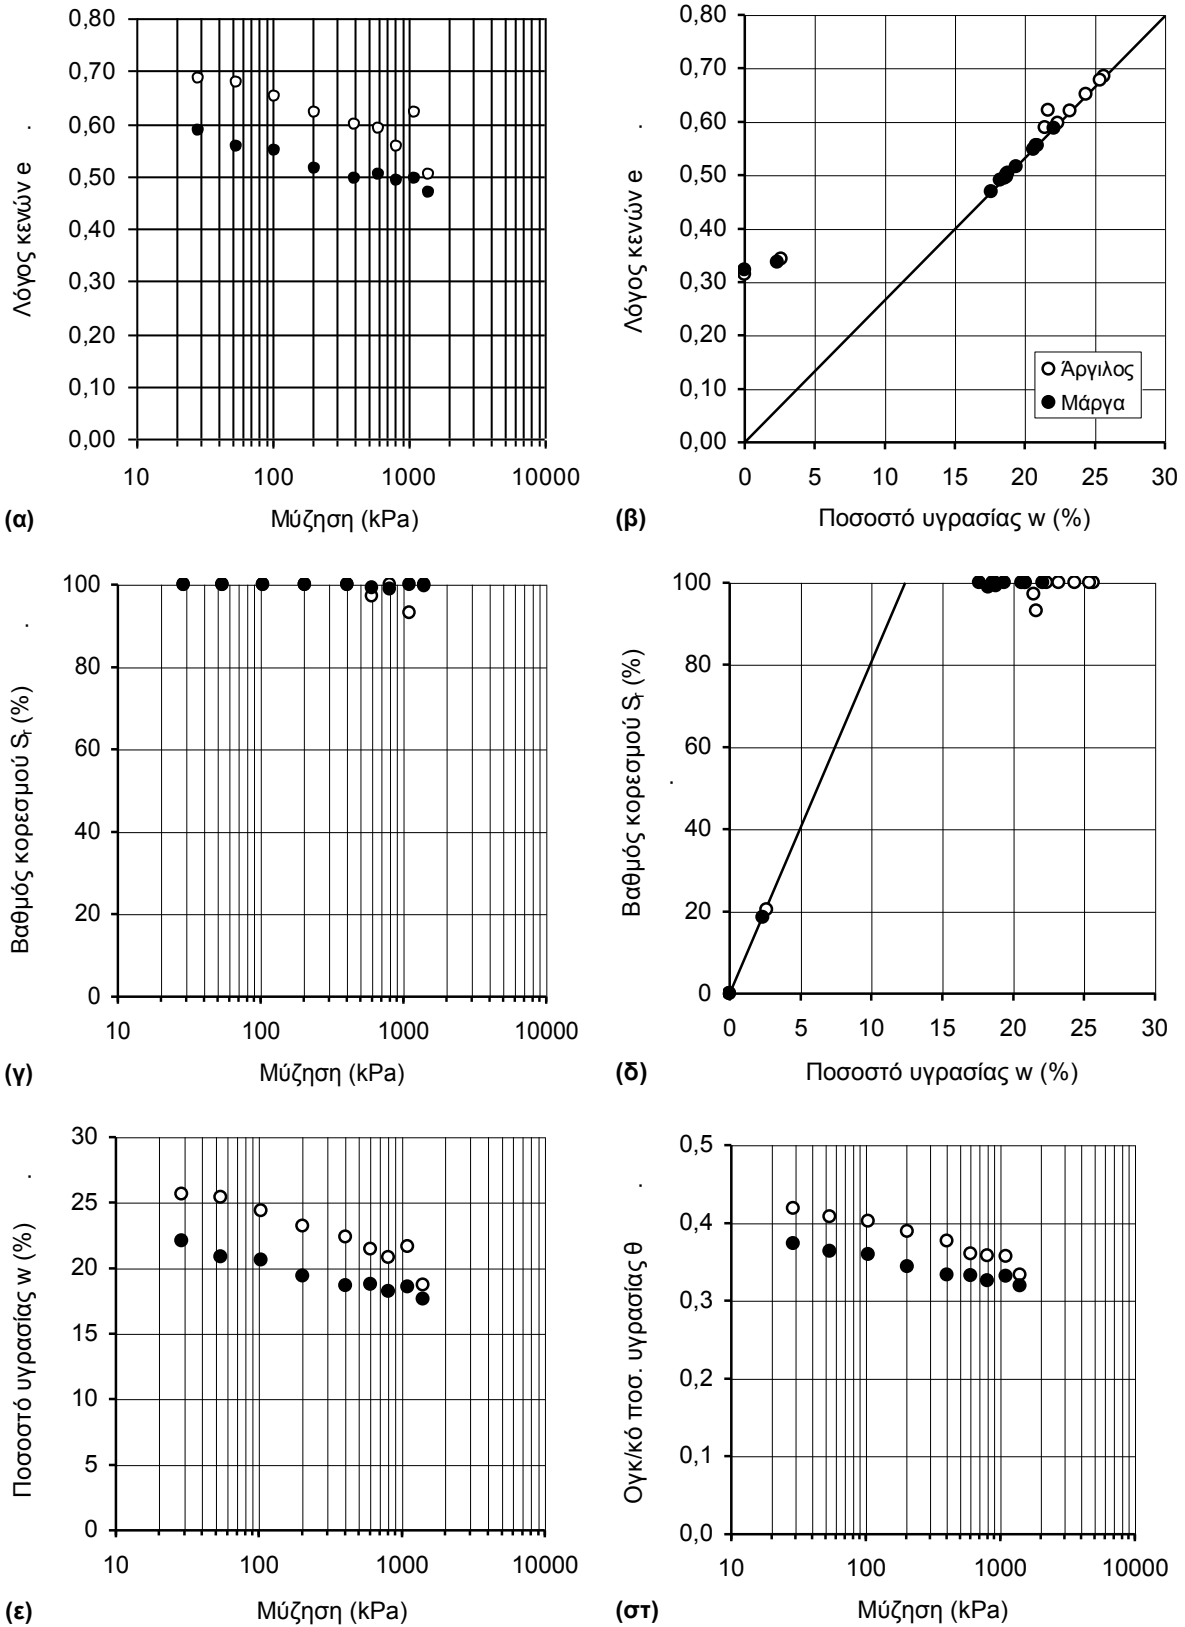 0,80
0,70
0,60
0,50
0,40
0,30
0,20
0,10
0,00
10 100 1000 10000
Λόγος κενών e
Μύζηση (kPa)
(α)
0,80
0,70
0,60
0,50
0,40
0,30
0,20
0,10
0,00
0 5 10 15 20 25 30
Λόγος κενών e
Άργιλος
Μάργα
Ποσοστό υγρασίας w (%)
(β)
100
80
60
40
20
0
10 100 1000 10000
Βαθμός κορεσμού Sr (%)
Μύζηση (kPa)
(γ)
100
80
60
40
20
0
0 5 10 15 20 25 30
Βαθμός κορεσμού Sr (%)
Ποσοστό υγρασίας w (%)
(δ)
30
25
20
15
10
5
0
10 100 1000 10000
Ποσοστό υγρασίας w (%)
Μύζηση (kPa)
(ε)
0,5
0,4
0,3
0,2
0,1
0,0
10 100 1000 10000
Ογκ/κό ποσ. υγρασίας θ
Μύζηση (kPa)
(στ)